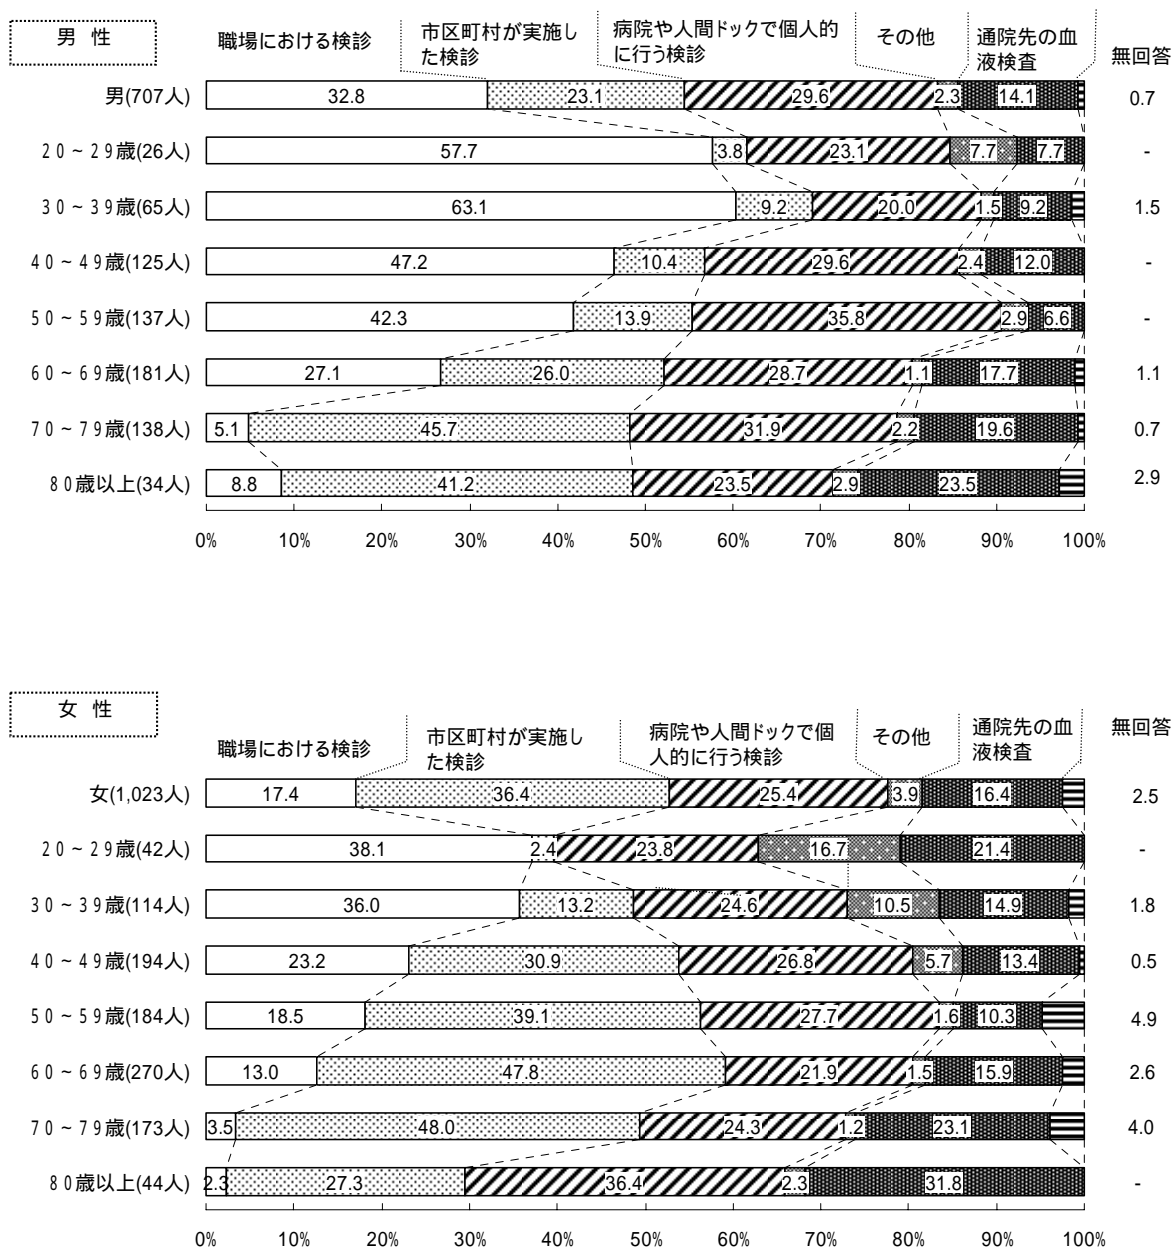 男 性
職場における検診
市区町村が実施し
た検診
病院や人間ドックで個人的
に行う検診
その他
通院先の血
液検査
無回答
男(707人) 32.8 23.1 29.6 2.3 14.1 0.7
20~29歳(26人) 57.7 3.8 23.1 7.7 7.7 -
30~39歳(65人) 63.1 9.2 20.0 1.5 9.2 1.5
40~49歳(125人) 47.2 10.4 29.6 2.4 12.0 -
50~59歳(137人) 42.3 13.9 35.8 2.9 6.6 -
60~69歳(181人) 27.1 26.0 28.7 1.1 17.7 1.1
70~79歳(138人) 5.1 45.7 31.9 2.2 19.6 0.7
80歳以上(34人) 8.8 41.2 23.5 2.9 23.5 2.9
0% 10% 20% 30% 40% 50% 60% 70% 80% 90% 100%
女 性
職場における検診
市区町村が実施し
た検診
病院や人間ドックで個
人的に行う検診
その他
通院先の血
液検査
無回答
女(1,023人) 17.4 36.4 25.4 3.9 16.4 2.5
20~29歳(42人) 38.1 2.4 23.8 16.7 21.4 -
30~39歳(114人) 36.0 13.2 24.6 10.5 14.9 1.8
40~49歳(194人) 23.2 30.9 26.8 5.7 13.4 0.5
50~59歳(184人) 18.5 39.1 27.7 1.6 10.3 4.9
60~69歳(270人) 13.0 47.8 21.9 1.5 15.9 2.6
70~79歳(173人) 3.5 48.0 24.3 1.2 23.1 4.0
80歳以上(44人) 2.3 27.3 36.4 2.3 31.8 -
0% 10% 20% 30% 40% 50% 60% 70% 80% 90% 100%